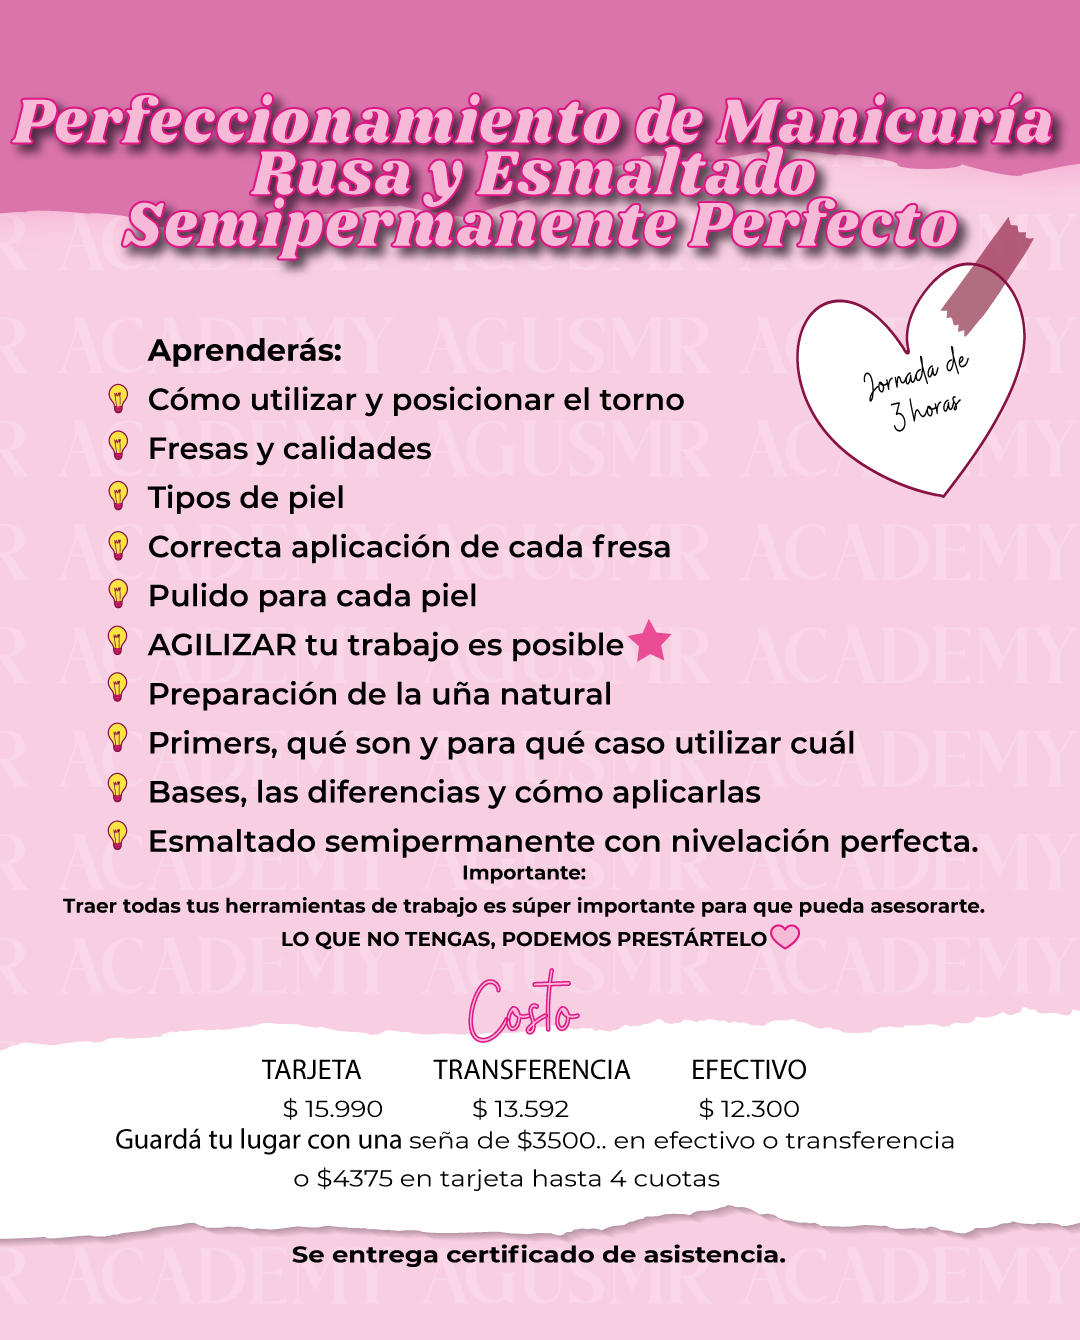 Perfeccionamiento de Manicuría
Rusa y Esmaltado
Semipermanente Perfecto
Jornada de
3 horas
Aprenderás:
Cómo utilizar y posicionar el torno
Fresas y calidades
Tipos de piel
Correcta aplicación de cada fresa
Pulido para cada piel
AGILIZAR tu trabajo es posible
Preparación de la uña natural
Primers, qué son y para qué caso utilizar cuál
Bases, las diferencias y cómo aplicarlas
Esmaltado semipermanente con nivelación perfecta.
Importante:
Traer todas tus herramientas de trabajo es súper importante para que pueda asesorarte.
LO QUE NO TENGAS, PODEMOS PRESTÁRTELO
Costo
TARJETA TRANSFERENCIA EFECTIVO
$ 15.990 $ 13.592 $ 12.300
Guardá tu lugar con una seña de $3500.. en efectivo o transferencia
o $4375 en tarjeta hasta 4 cuotas
Se entrega certificado de asistencia.
AGUSMR ACADEMY